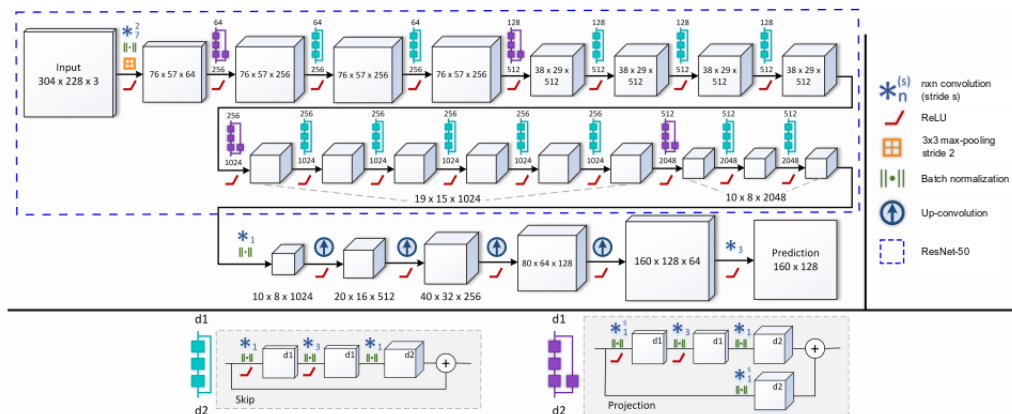 Input
304 x 228 x 3
* 2 7
76 x 57 x 64
64
256
76 x 57 x 256
64
256
76 x 57 x 256
64
256
76 x 57 x 256
128
512
38 x 29 x
512
128
512
38 x 29 x
512
128
512
38 x 29 x
512
128
512
38 x 29 x
512
256
1024
256
1024
256
1024
256
1024
256
1024
256
1024
512
2048
512
2048
512
2048
19 x 15 x 1024
10 x 8 x 2048
* 1
10 x 8 x 1024
20 x 16 x 512
40 x 32 x 256
80 x 64 x 128
160 x 128 x 64
* 3
Prediction
160 x 128
* (s) n
nxn convolution
(stride s)
ReLU
3x3 max-pooling
stride 2
Batch normalization
Up-convolution
ResNet-50
d1
d2
* 1
d1
* 3
d1
* 1
d2
+
Skip
d1
d2
* s 1
d1
* 3
d1
* 1
d2
+
* s 1
d2
Projection